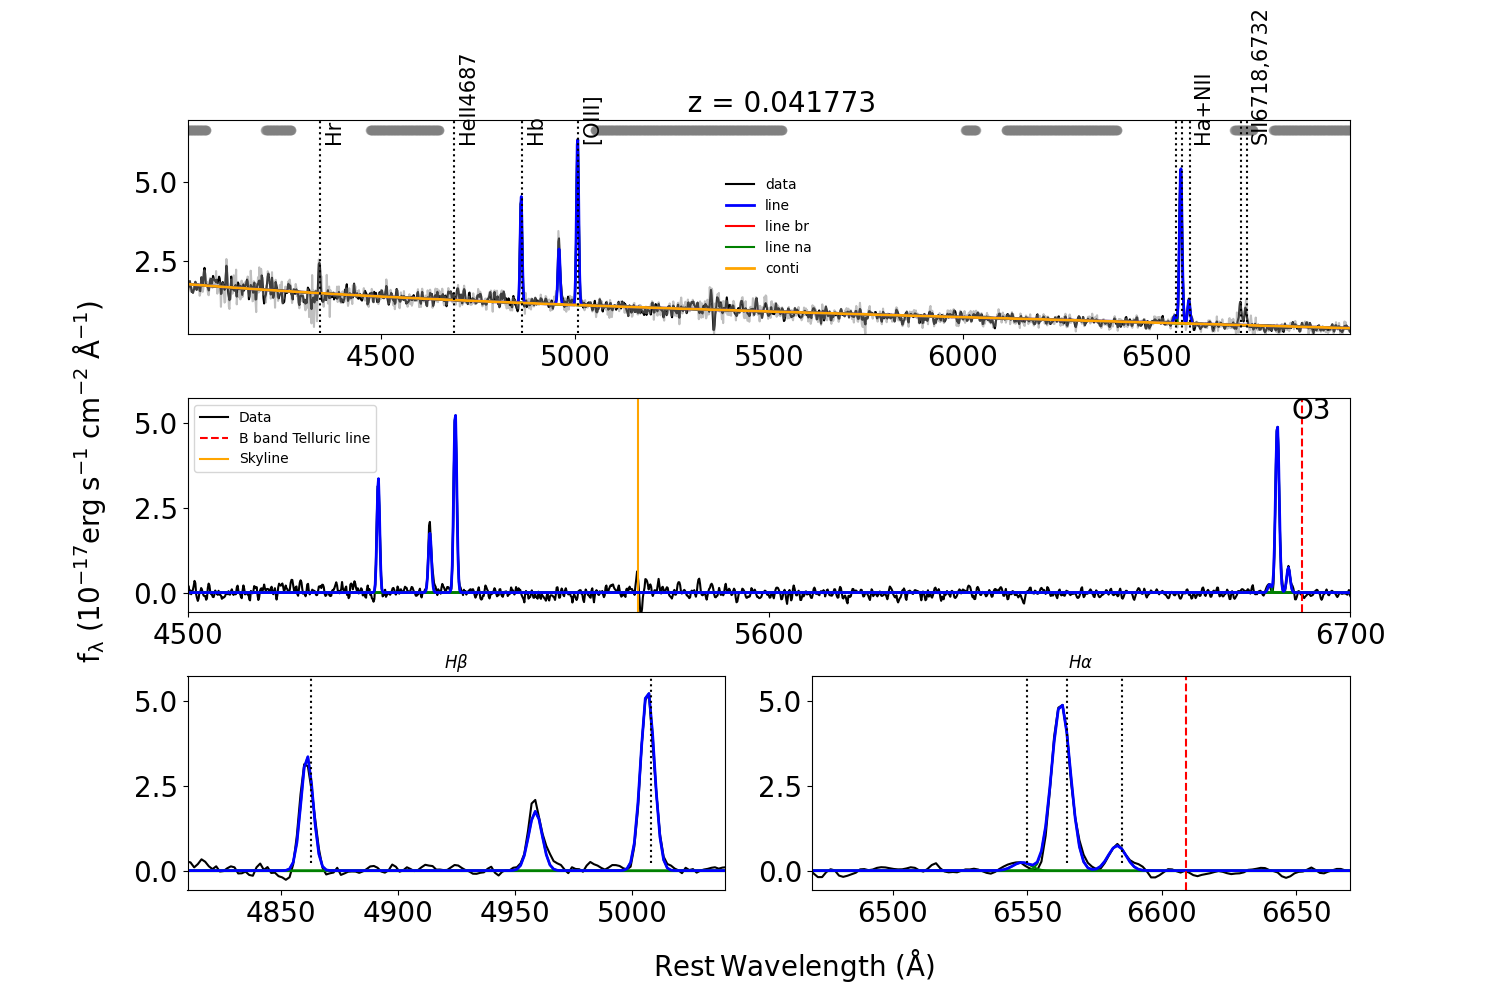 z = 0.041773
Hr
HeII4687
Hb
[OIII]
Ha+NII
SII6718,6732
data
line
line br
line na
conti
5.0
2.5
4500 5000 5500 6000 6500
Data
B band Telluric line
Skyline
O3
5.0
2.5
0.0
4500 5600 6700
fλ (10⁻¹⁷erg s⁻¹ cm⁻² Å⁻¹)
Hβ
5.0
2.5
0.0
4850 4900 4950 5000
Hα
5.0
2.5
0.0
6500 6550 6600 6650
Rest Wavelength (Å)